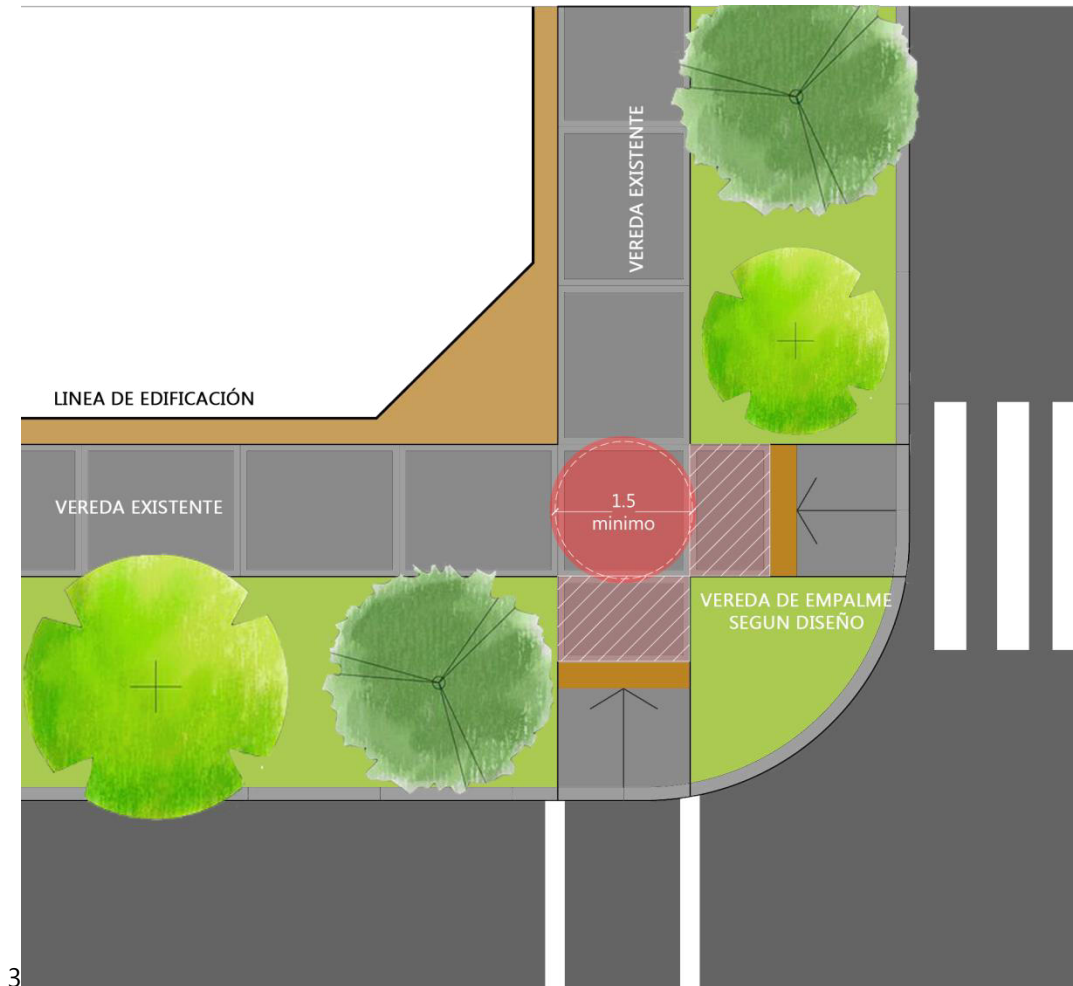 VEREDA EXISTENTE
LINEA DE EDIFICACIÓN
VEREDA EXISTENTE
1.5
minimo
VEREDA DE EMPALME
SEGUN DISEÑO
3